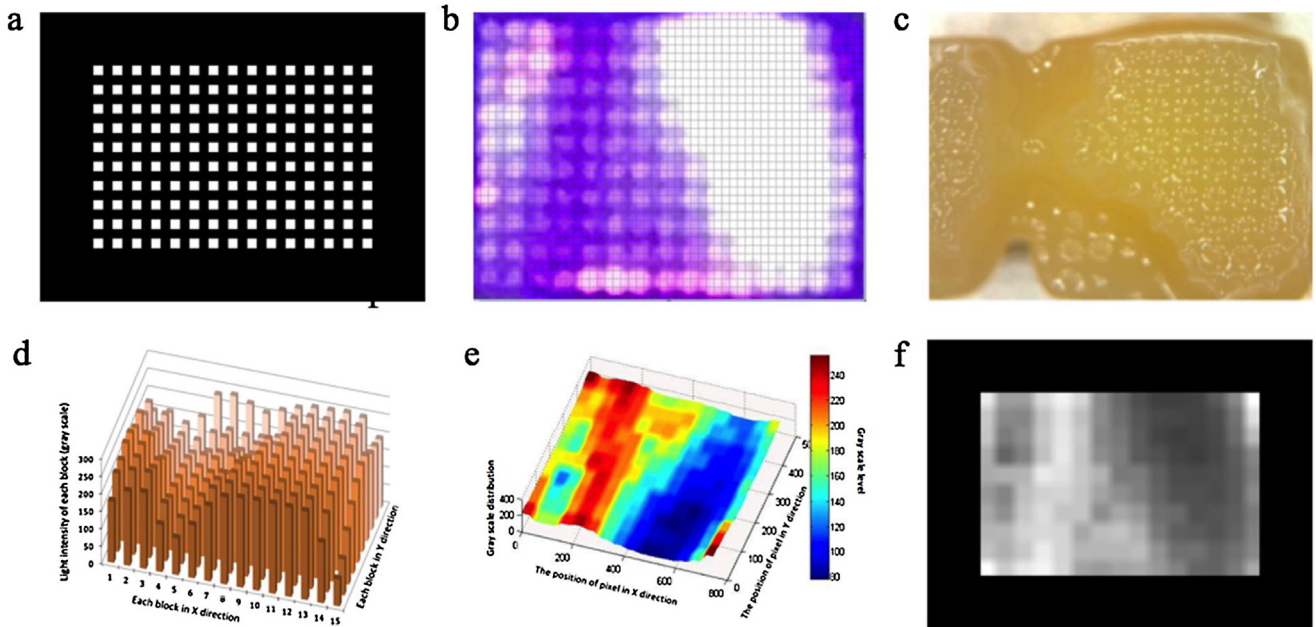 a
b
c
d
Light intensity of each block (gray scale)
300
250
200
150
100
50
0
1 2 3 4 5 6 7 8 9 10 11 12 13 14 15
Each block in X direction
Each block in Y direction
e
Gray scale distribution
400
200
0
0 200 400 600 800
The position of pixel in X direction
0
100
200
300
400
The position of pixel in Y direction
240
220
200
180
160
140
120
100
80
Gray scale level
f